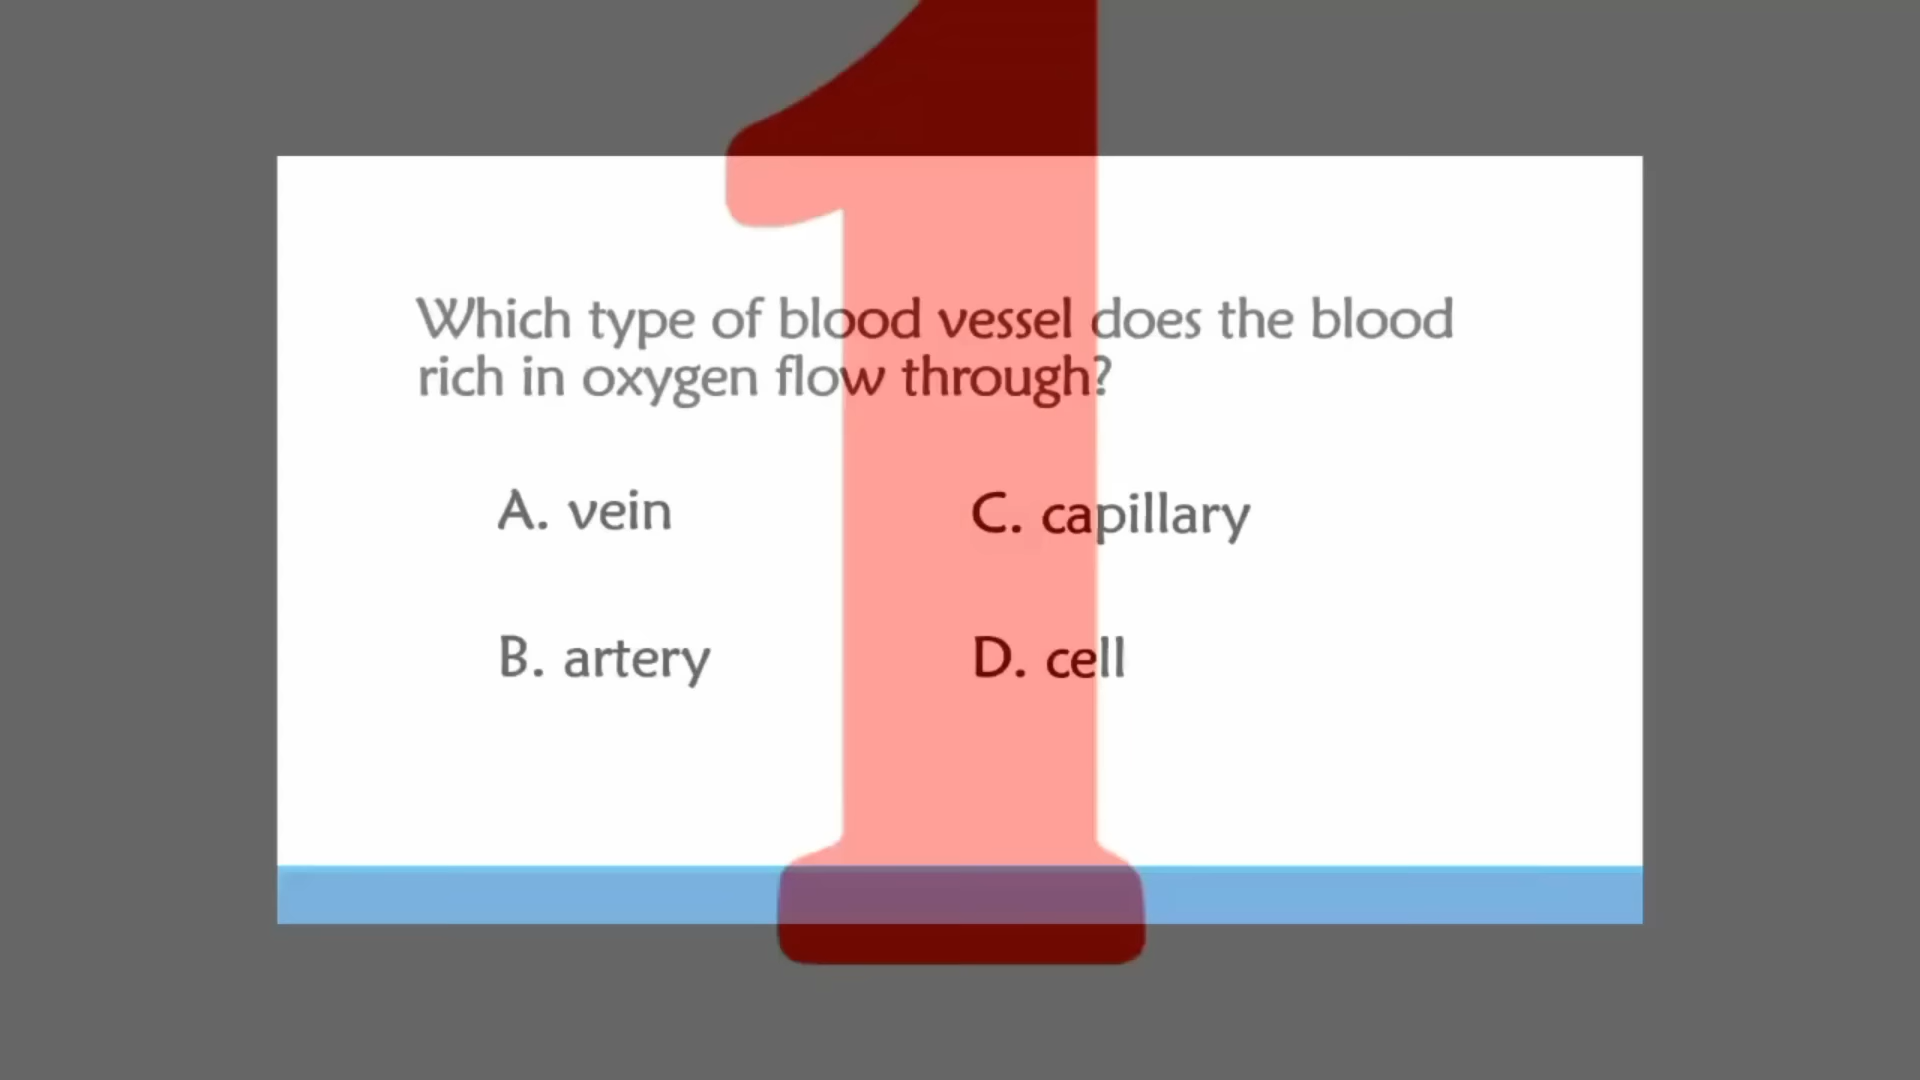 1
Which type of blood vessel does the blood
rich in oxygen flow through?
A. vein
C. capillary
B. artery
D. cell